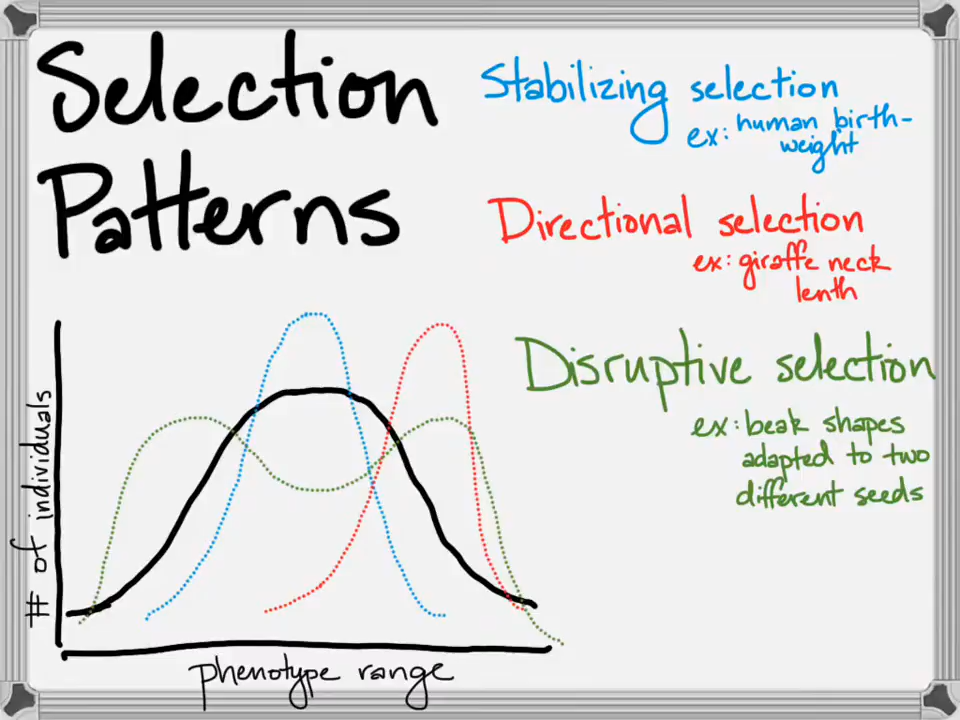 Selection
Patterns
Stabilizing selection
ex: human birth-
weight
Directional selection
ex: giraffe neck
lenth
Disruptive selection
ex: beak shapes
adapted to two
different seeds
# of individuals
phenotype range